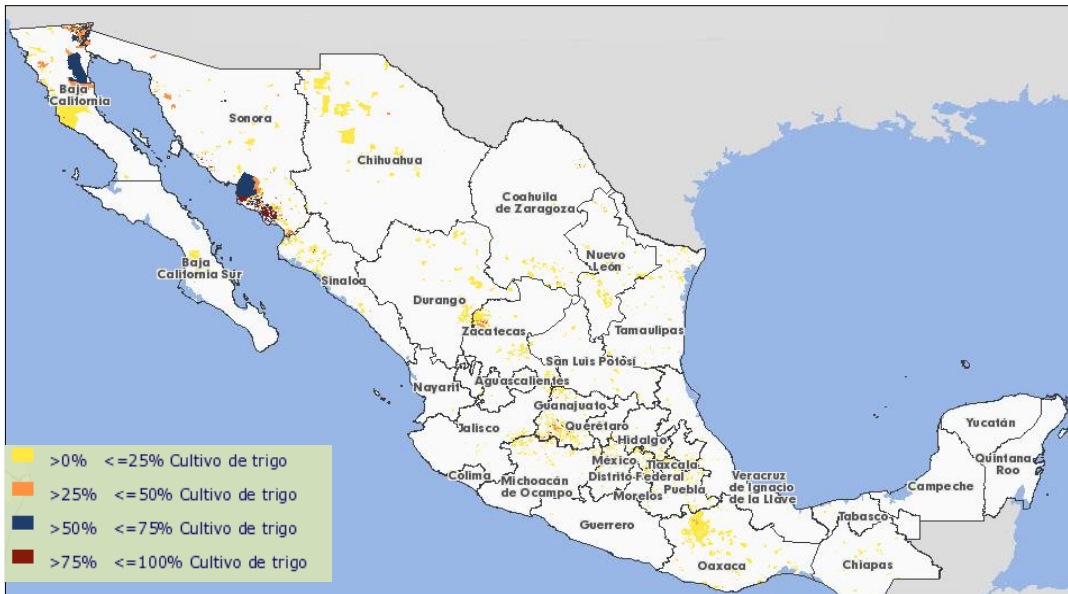 Baja
California
Sonora
Chihuahua
Coahuila
de Zaragoza
Nuevo
León
Baja
California Sur
Sinaloa
Durango
Zacatecas
Tamaulipas
San Luis Potosí
Nayarit
Aguascalientes
Guanajuato
Jalisco
Querétaro
Hidalgo
Yucatán
Quintana
Roo
Campeche
México
Tlaxcala
Colima
Michoacán
de Ocampo
Distrito Federal
Morelos
Puebla
Veracruz
de Ignacio
de la Llave
Tabasco
Guerrero
Oaxaca
Chiapas
>0% <=25% Cultivo de trigo
>25% <=50% Cultivo de trigo
>50% <=75% Cultivo de trigo
>75% <=100% Cultivo de trigo